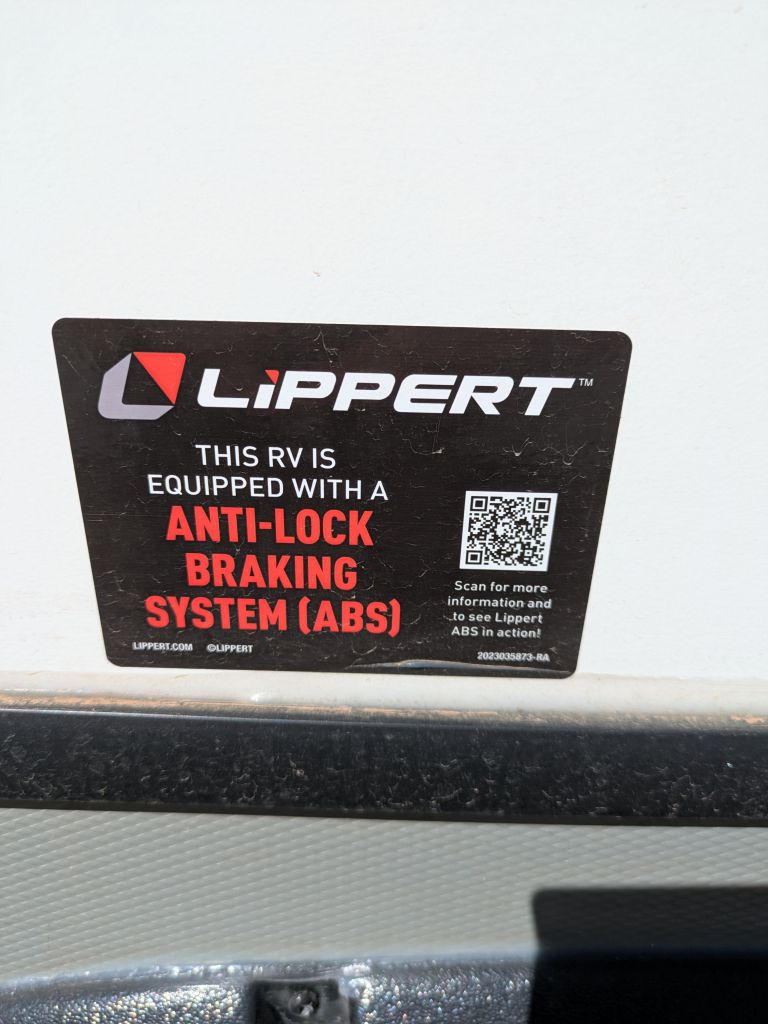 LIPPERT™
THIS RV IS
EQUIPPED WITH A
ANTI-LOCK
BRAKING
SYSTEM (ABS)
Scan for more
information and
to see Lippert
ABS in action!
LIPPERT.COM ©LIPPERT
2023035873-RA